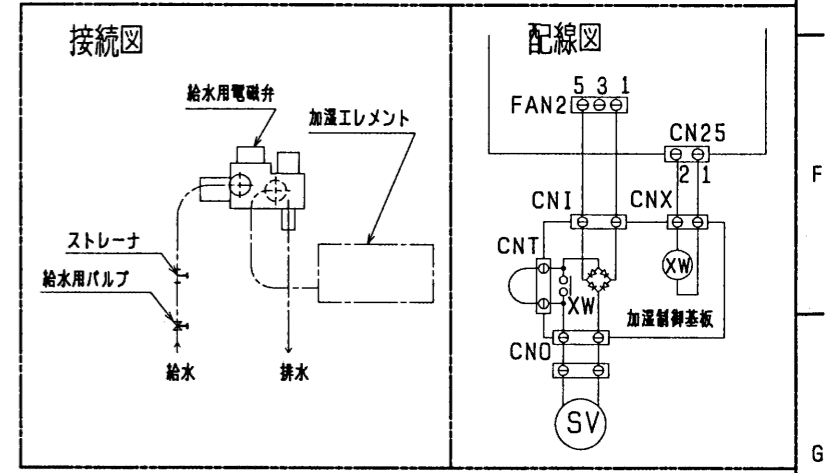 接続図
給水用電磁弁
加湿エレメント
ストレーナ
給水用バルブ
給水
排水
配線図
5 3 1
FAN2
CN25
2 1
CNI
CNX
CNT
XW
XW
加湿制御基板
CNO
SV
F
G